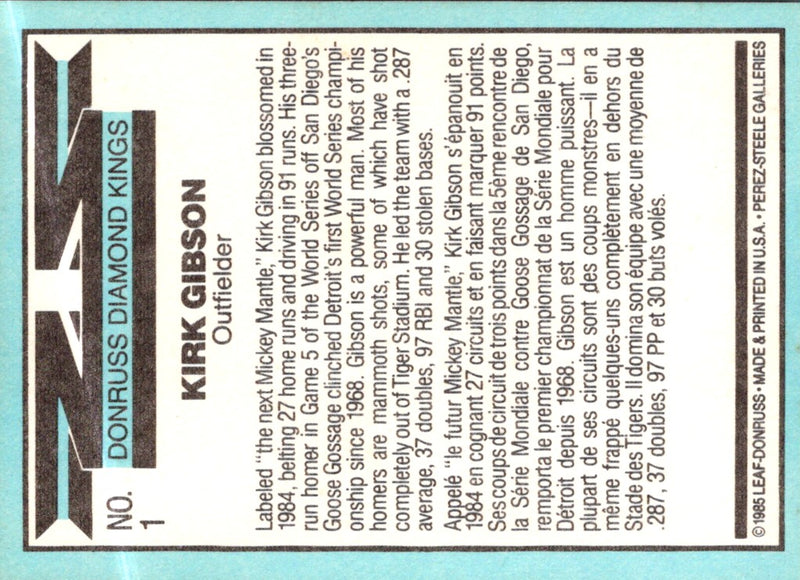 NO.
1
DONRUSS DIAMOND KINGS
KIRK GIBSON
Outfielder
Labeled "the next Mickey Mantle," Kirk Gibson blossomed in
1984, belting 27 home runs and driving in 91 runs. His three-
run homer in Game 5 of the World Series off San Diego's
Goose Gossage clinched Detroit's first World Series champi-
onship since 1968. Gibson is a powerful man. Most of his
homers are mammoth shots, some of which have shot
completely out of Tiger Stadium. He led the team with a .287
average, 37 doubles, 97 RBI and 30 stolen bases.
Appelé "le futur Mickey Mantle," Kirk Gibson s'épanouit en
1984 en cognant 27 circuits et en faisant marquer 91 points.
Ses coups de circuit de trois points dans la 5ème rencontre de
la Série Mondiale contre Goose Gossage de San Diego,
remporta le premier championnat de la Série Mondiale pour
Détroit depuis 1968. Gibson est un homme puissant. La
plupart de ses circuits sont des coups monstres—il en a
même frappé quelques-uns complètement en dehors du
Stade des Tigers. Il domina son équipe avec une moyenne de
.287, 37 doubles, 97 PP et 30 buts volés.
©1985 LEAF-DONRUSS • MADE & PRINTED IN U.S.A. • PEREZ-STEELE GALLERIES